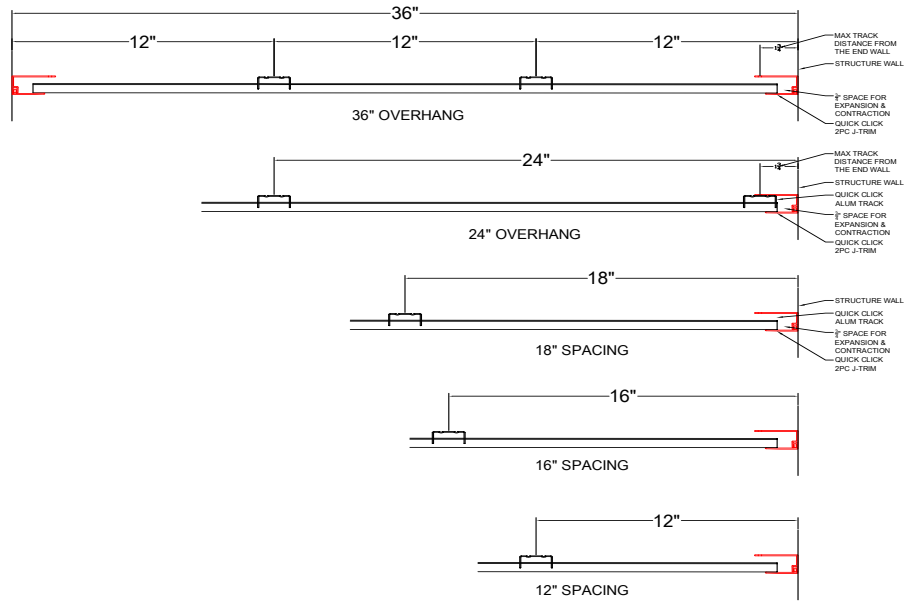 36"
12"
12"
12"
MAX TRACK
DISTANCE FROM
THE END WALL
STRUCTURE WALL
SPACE FOR
EXPANSION &
CONTRACTION
QUICK CLICK
2PC J-TRIM
36" OVERHANG
24"
MAX TRACK
DISTANCE FROM
THE END WALL
STRUCTURE WALL
QUICK CLICK
ALUM TRACK
SPACE FOR
EXPANSION &
CONTRACTION
QUICK CLICK
2PC J-TRIM
24" OVERHANG
18"
STRUCTURE WALL
QUICK CLICK
ALUM TRACK
SPACE FOR
EXPANSION &
CONTRACTION
QUICK CLICK
2PC J-TRIM
18" SPACING
16"
16" SPACING
12"
12" SPACING